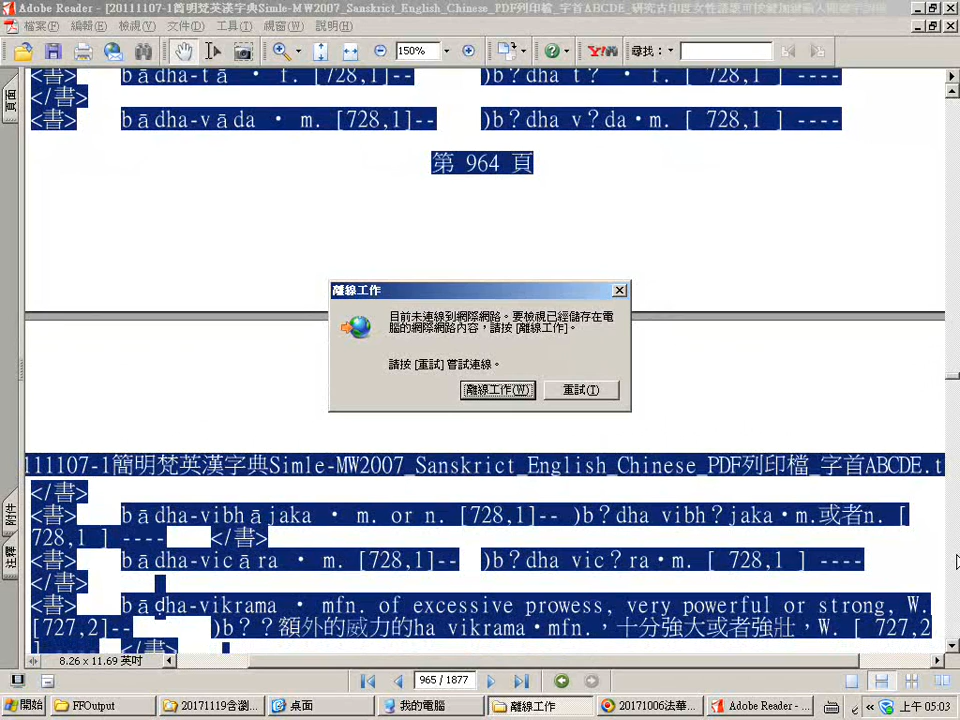 Adobe Reader - [20111107-1簡明梵英漢字典Simle-MW2007_Sanskrict_English_Chinese_PDF列印檔_字首ABCDE_研究古印度女性
檔案(F) 編輯(E) 檢視(V) 文件(D) 工具(T) 視窗(W) 說明(H)
150% 尋找:
頁面
<書> bādha-tā · f. [728,1]-- )b?dha t? · f. [728,1 ] ----
</書>
<書> bādha-vāda · m. [728,1]-- )b?dha v?da·m. [ 728,1 ] ----
第 964 頁
離線工作
目前未連線到網際網路。要檢視已經儲存在電
腦的網際網路內容，請按 [離線工作]。
請按 [重試] 嘗試連線。
離線工作(W) 重試(T)
111107-1簡明梵英漢字典Simle-MW2007_Sanskrict_English_Chinese_PDF列印檔_字首ABCDE.t
</書>
<書> bādha-vibhājaka · m. or n. [728,1]-- )b?dha vibh?jaka·m.或者n. [
728,1 ] ---- </書>
<書> bādha-vicāra · m. [728,1]-- )b?dha vic?ra·m. [ 728,1 ] ----
</書>
<書> bāḍha-vikrama · mfn. of excessive prowess, very powerful or strong, W.
[727,2]-- )b??額外的威力的ha vikrama·mfn.，十分強大或者強壯，W. [ 727,2
] </書>
附件
注釋
8.26 x 11.69 英吋
965 / 1877
開始 FFOutput 20171119含瀏... 桌面 我的電腦 離線工作 20171006法華... Adobe Reader - ... 上午 05:03